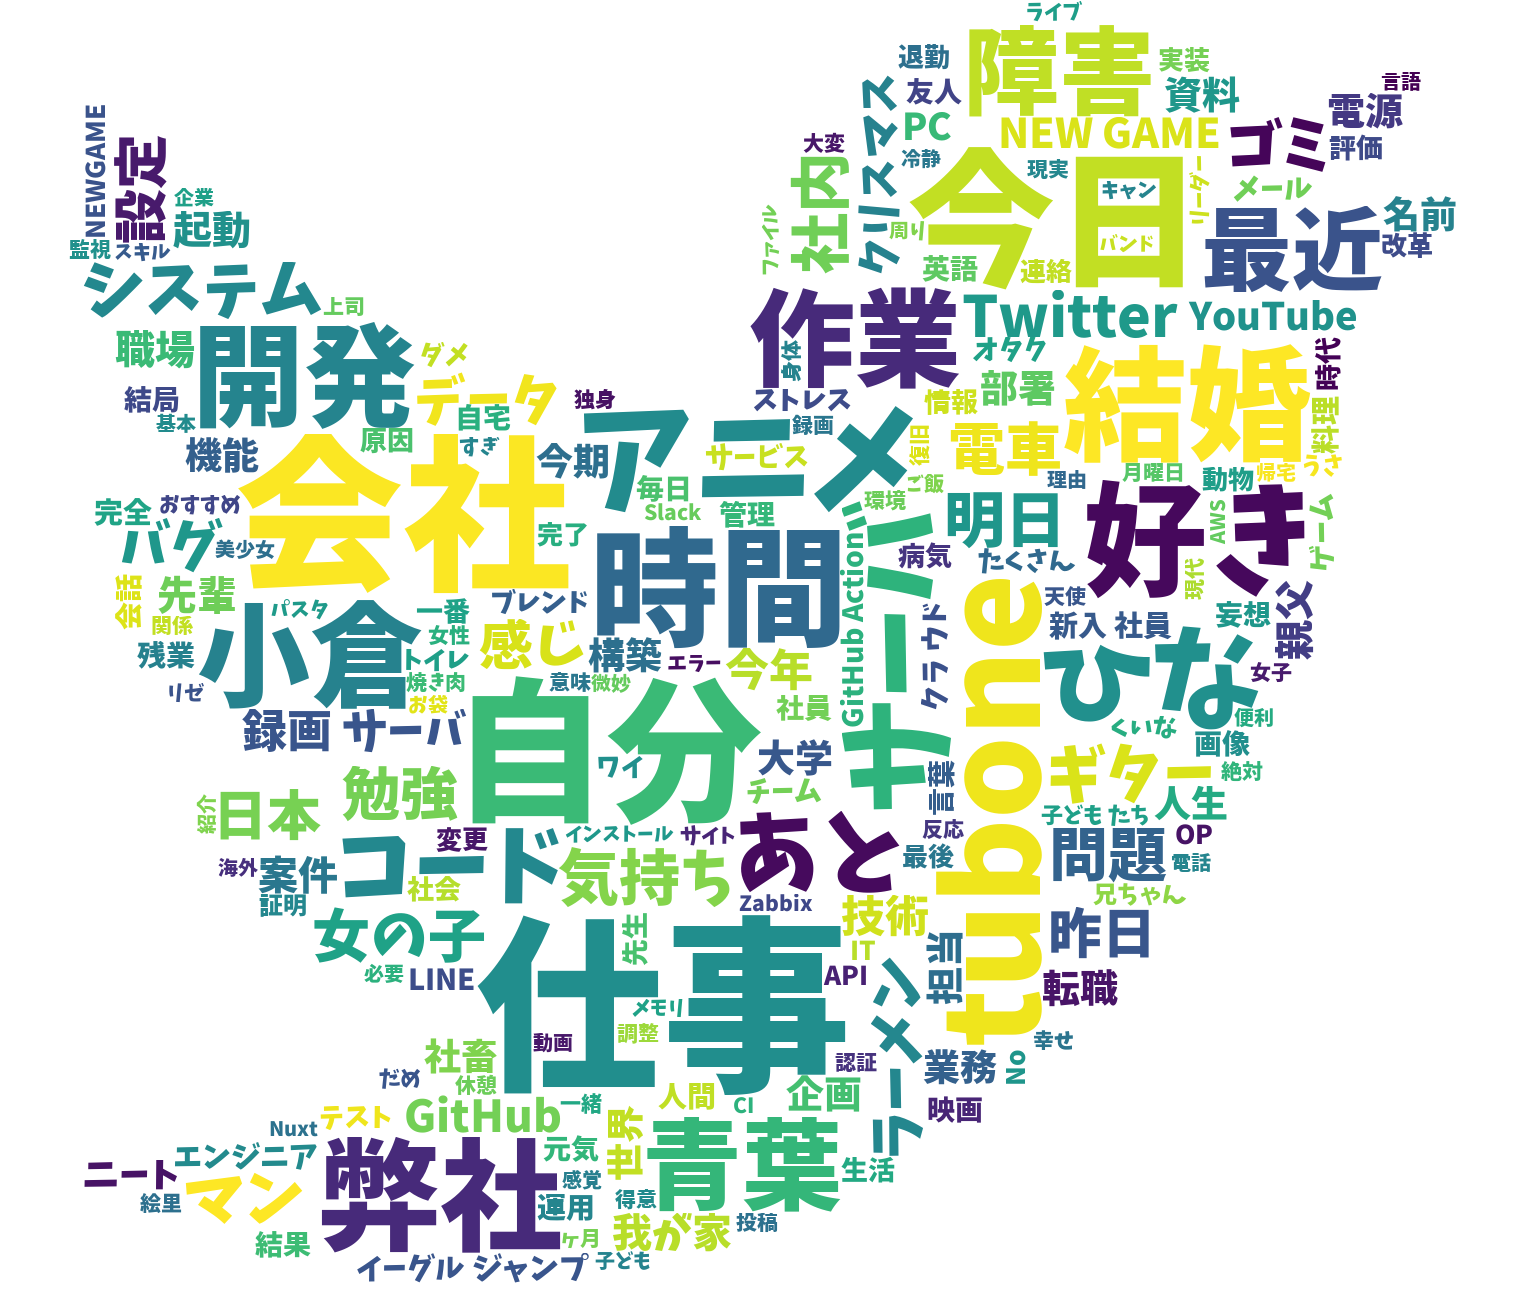 ライブ
障害
退勤
実装
友人
資料
言語
電源
クリスマス
PC
NEW GAME
ゴミ
評価
NEWGAME
設定
大変
冷静
現実
今日
キャン
リーダー
メール
企業
起動
社内
ファイル
周り
バンド
最近
名前
改革
監視
スキル
英語
連絡
システム
上司
作業
Twitter
YouTube
職場
開発
ダメ
身体
オタク
結婚
時代
結局
データ
独身
ストレス
情報
部署
料理
基本
自宅
アニメ
録画
復旧
電車
機能
原因
すぎ
今期
サービス
理由
月曜日
動物
帰宅
うさ
会社
毎日
Slack
管理
環境
ご飯
完全
おすすめ
明日
好き
AWS
ゲーム
バグ
美少女
完了
時間
GitHub Actions
サーバー
病気
たくさん
現代
会話
先輩
関係
小倉
パスタ
一番
ブレンド
クラウド
tubone
天使
新入 社員
妄想
親父
残業
女性
感じ
構築
エラー
今年
ひな
女子
リゼ
トイレ
焼き肉
お袋
意味
微妙
社員
便利
録画 サーバ
自分
ワイ
大学
くいな
画像
絶対
勉強
チーム
言葉
ギター
紹介
日本
子ども たち
人生
コード
変更
インストール
サイト
あと
反応
問題
OP
海外
案件
気持ち
最後
電話
証明
社会
Zabbix
技術
兄ちゃん
女の子
仕事
先生
IT
担当
昨日
必要
LINE
API
ラーメン
転職
メモリ
調整
社畜
動画
認証
業務
No
幸せ
だめ
休憩
人間
CI
企画
映画
テスト
GitHub
一緒
Nuxt
世界
青葉
エンジニア
弊社
元気
生活
ニート
マン
感覚
絵里
運用
得意
結果
ヶ月
我が家
投稿
イーグル ジャンプ
子ども